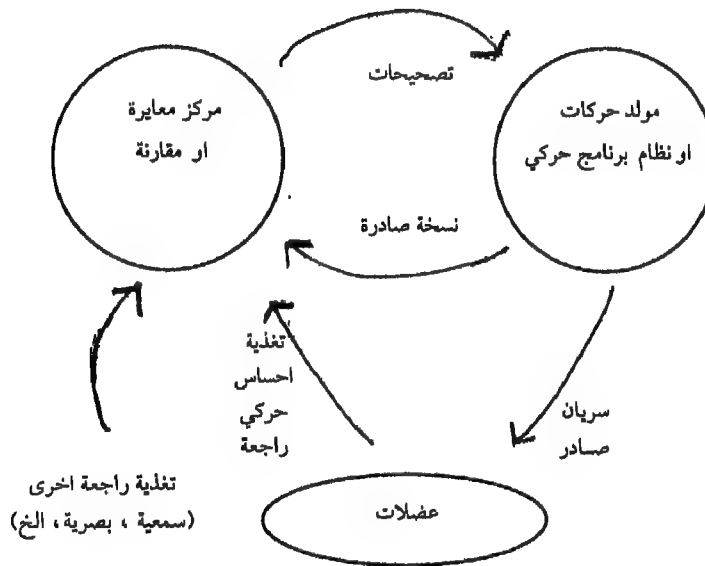 تصحيحات
مركز معايرة
او مقارنة
مولد حركات
او نظام برنامج حركي
نسخة صادرة
تغذية
احساس
حركي
راجعة
سريان
صادر
تغذية راجعة اخرى
(سمعية ، بصرية ، الخ)
عضلات